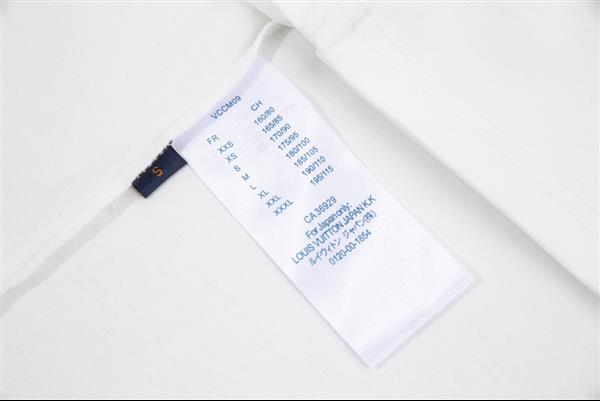 VCCM09
FR CH
XXS 160/80
XS 165/85
S 170/90
M 175/95
L 180/100
XL 185/105
XXL 190/110
XXXL 195/115
CA 36929
For Japan only:
LOUIS VUITTON JAPAN K.K
ルイ・ヴィトン ジャパン(株)
0120-00-1854
S